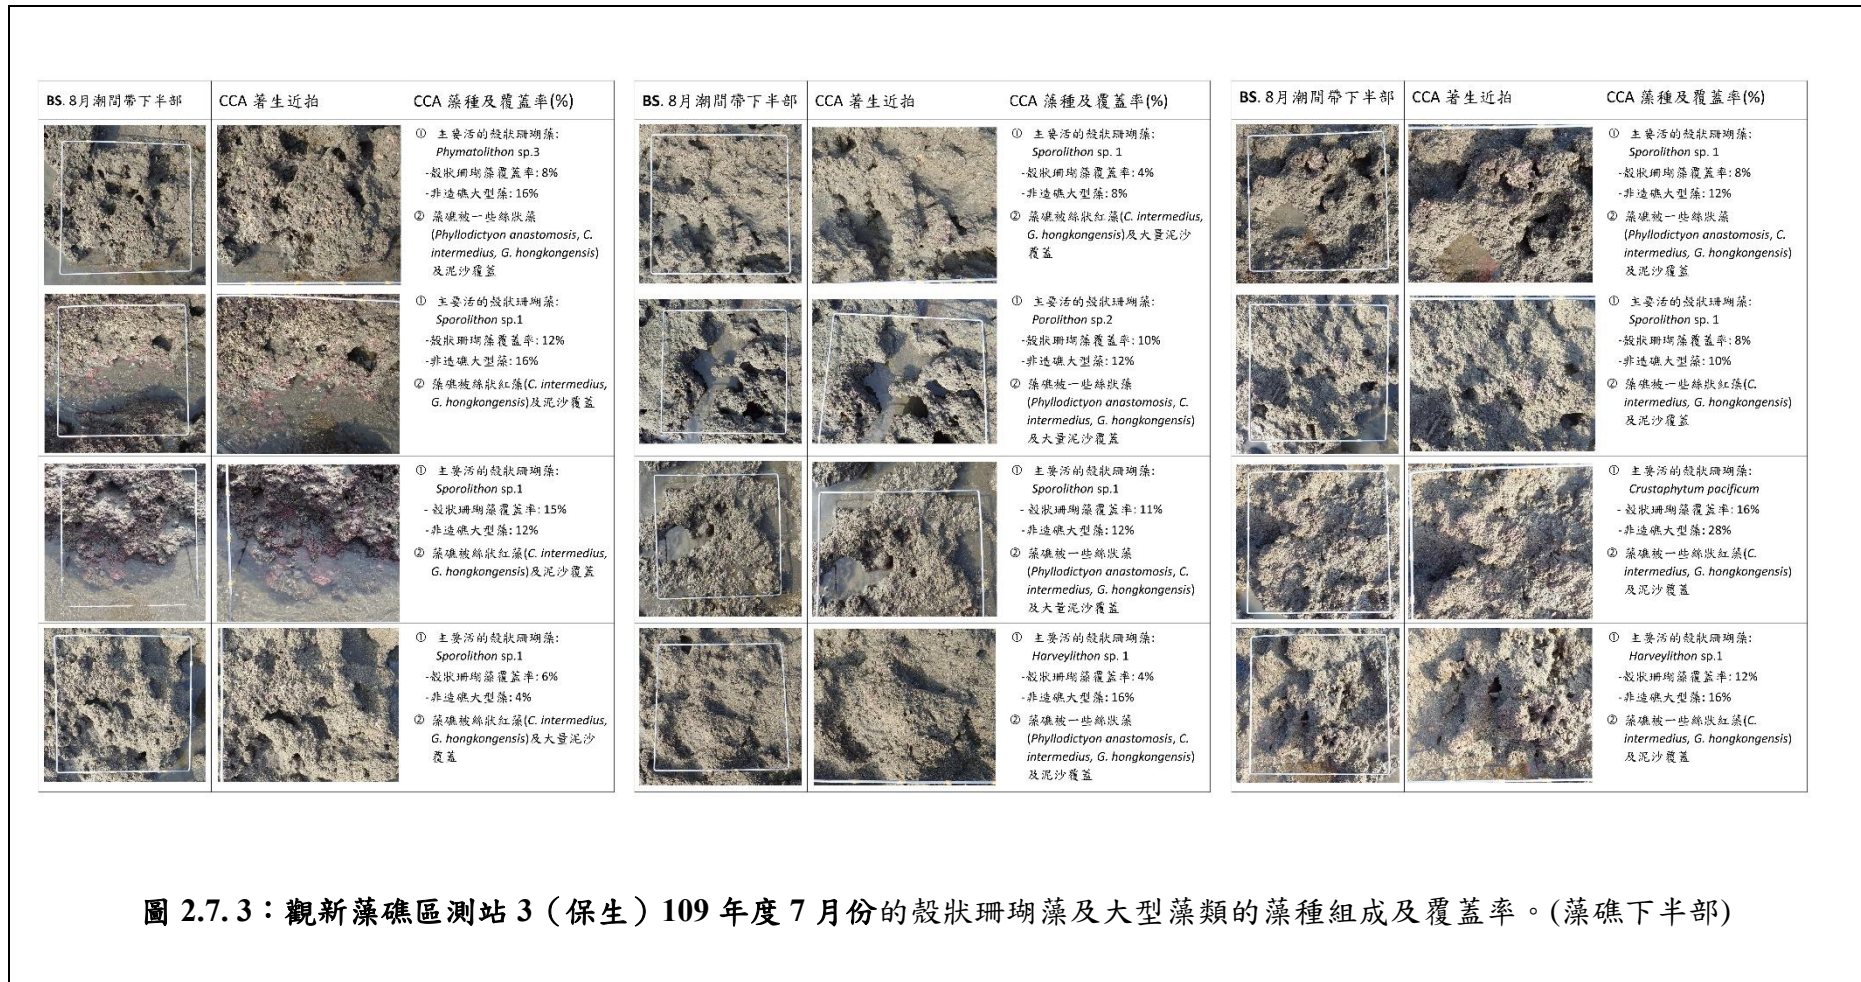 BS. 8月潮間帶下半部
CCA 著生近拍
CCA 藻種及覆蓋率(%)
① 主要活的殼狀珊瑚藻:
Phymatolithon sp.3
-殼狀珊瑚藻覆蓋率: 8%
-非造礁大型藻: 16%
② 藻礁被一些絲狀藻
(Phyllodictyon anastomosis, C.
intermedius, G. hongkongensis)
及泥沙覆蓋
① 主要活的殼狀珊瑚藻:
Sporolithon sp.1
-殼狀珊瑚藻覆蓋率: 12%
-非造礁大型藻: 16%
② 藻礁被絲狀紅藻(C. intermedius,
G. hongkongensis)及泥沙覆蓋
① 主要活的殼狀珊瑚藻:
Sporolithon sp.1
- 殼狀珊瑚藻覆蓋率: 15%
-非造礁大型藻: 12%
② 藻礁被絲狀紅藻(C. intermedius,
G. hongkongensis)及泥沙覆蓋
① 主要活的殼狀珊瑚藻:
Sporolithon sp.1
-殼狀珊瑚藻覆蓋率: 6%
-非造礁大型藻: 4%
② 藻礁被絲狀紅藻(C. intermedius,
G. hongkongensis)及大量泥沙
覆蓋
BS. 8月潮間帶下半部
CCA 著生近拍
CCA 藻種及覆蓋率(%)
① 主要活的殼狀珊瑚藻:
Sporolithon sp. 1
-殼狀珊瑚藻覆蓋率: 4%
-非造礁大型藻: 8%
② 藻礁被絲狀紅藻(C. intermedius,
G. hongkongensis)及大量泥沙
覆蓋
① 主要活的殼狀珊瑚藻:
Porolithon sp.2
-殼狀珊瑚藻覆蓋率: 10%
-非造礁大型藻: 12%
② 藻礁被一些絲狀藻
(Phyllodictyon anastomosis, C.
intermedius, G. hongkongensis)
及大量泥沙覆蓋
① 主要活的殼狀珊瑚藻:
Sporolithon sp.1
- 殼狀珊瑚藻覆蓋率: 11%
-非造礁大型藻: 12%
② 藻礁被一些絲狀藻
(Phyllodictyon anastomosis, C.
intermedius, G. hongkongensis)
及大量泥沙覆蓋
① 主要活的殼狀珊瑚藻:
Harveylithon sp. 1
-殼狀珊瑚藻覆蓋率: 4%
-非造礁大型藻: 16%
② 藻礁被一些絲狀藻
(Phyllodictyon anastomosis, C.
intermedius, G. hongkongensis)
及泥沙覆蓋
BS. 8月潮間帶下半部
CCA 著生近拍
CCA 藻種及覆蓋率(%)
① 主要活的殼狀珊瑚藻:
Sporolithon sp. 1
-殼狀珊瑚藻覆蓋率: 8%
-非造礁大型藻: 12%
② 藻礁被一些絲狀藻
(Phyllodictyon anastomosis, C.
intermedius, G. hongkongensis)
及泥沙覆蓋
① 主要活的殼狀珊瑚藻:
Sporolithon sp. 1
-殼狀珊瑚藻覆蓋率: 8%
-非造礁大型藻: 10%
② 藻礁被一些絲狀紅藻(C.
intermedius, G. hongkongensis)
及泥沙覆蓋
① 主要活的殼狀珊瑚藻:
Crustaphytum pacificum
- 殼狀珊瑚藻覆蓋率: 16%
-非造礁大型藻: 28%
② 藻礁被一些絲狀紅藻(C.
intermedius, G. hongkongensis)
及泥沙覆蓋
① 主要活的殼狀珊瑚藻:
Harveylithon sp.1
-殼狀珊瑚藻覆蓋率: 12%
-非造礁大型藻: 16%
② 藻礁被一些絲狀紅藻(C.
intermedius, G. hongkongensis)
及泥沙覆蓋
圖 2.7. 3：觀新藻礁區測站 3（保生）109 年度 7 月份的殼狀珊瑚藻及大型藻類的藻種組成及覆蓋率。(藻礁下半部)